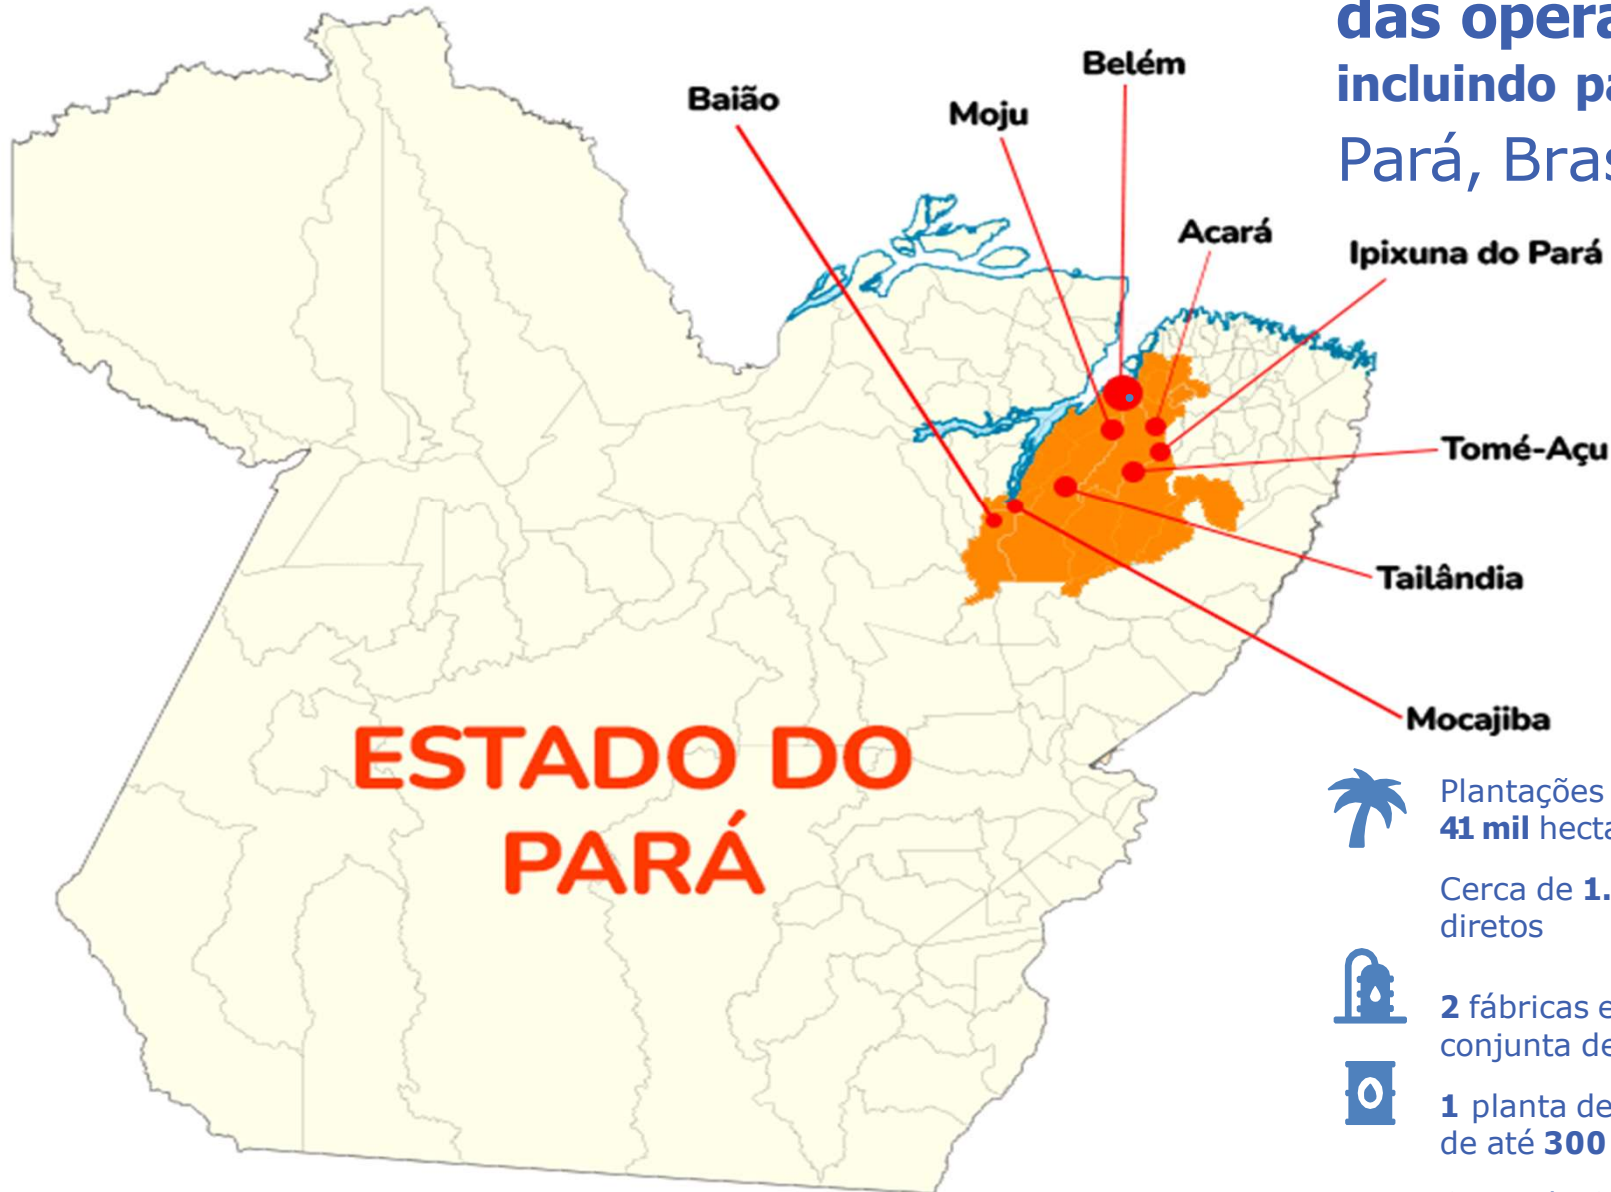 das opera
incluindo pa
Pará, Bras
Belém
Baião
Moju
Acará
Ipixuna do Pará
Tomé-Açu
Tailândia
Mocajiba
ESTADO DO
PARÁ
Plantações
41 mil hecta
Cerca de 1.
diretos
2 fábricas e
conjunta de
1 planta de
de até 300